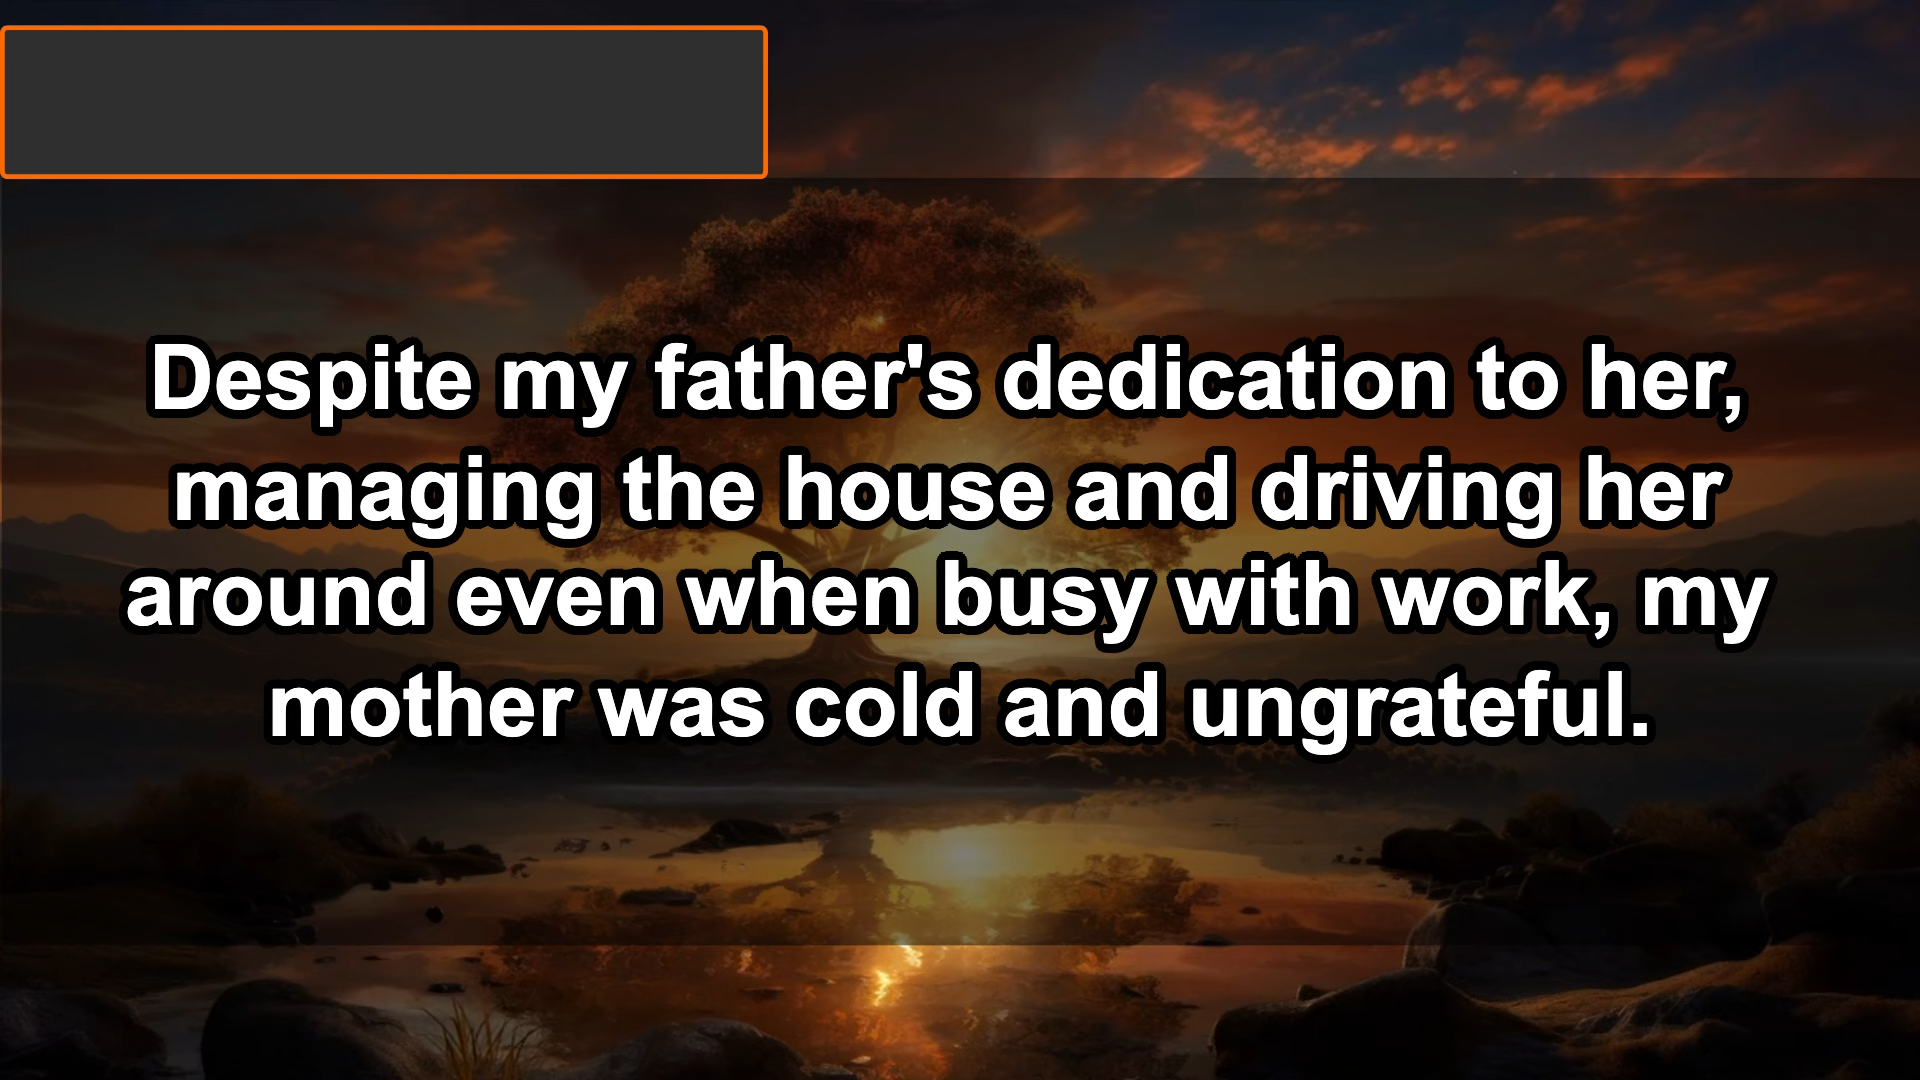 Despite my father's dedication to her,
managing the house and driving her
around even when busy with work, my
mother was cold and ungrateful.